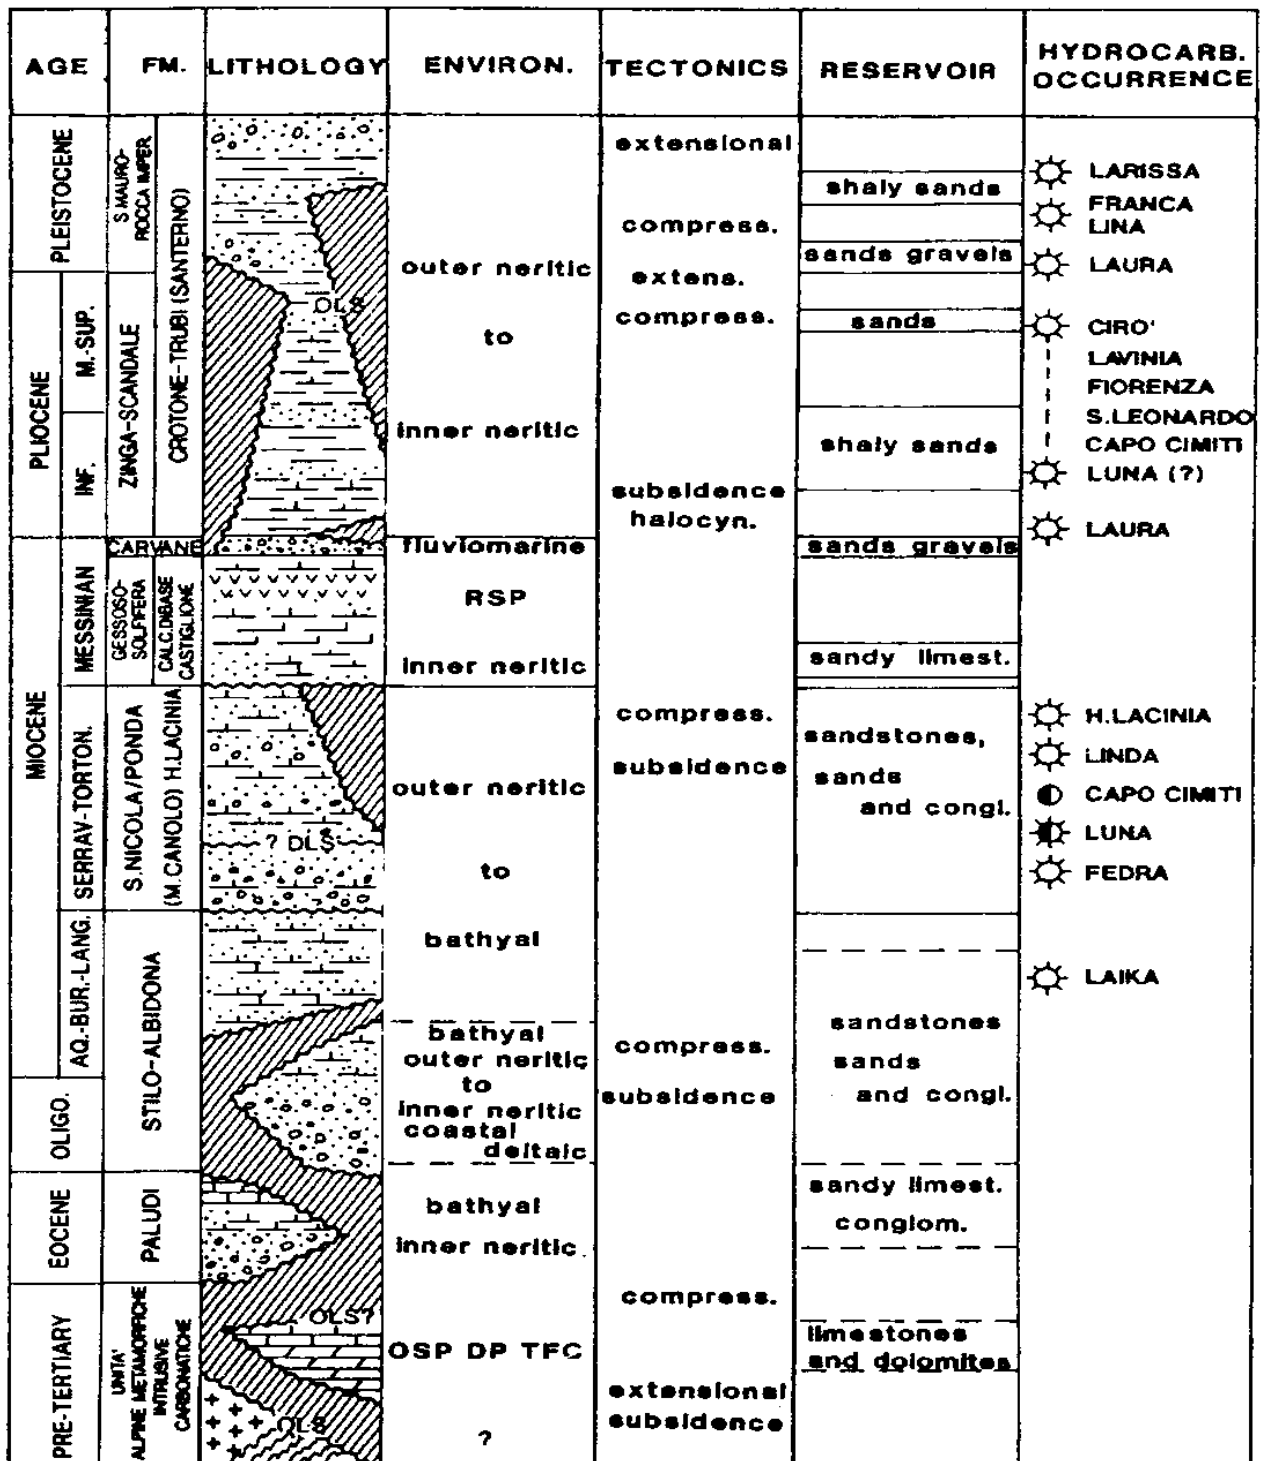 AGE
FM.
LITHOLOGY
ENVIRON.
TECTONICS
RESERVOIR
HYDROCARB.
OCCURRENCE
PLEISTOCENE
PLIOCENE
M.-SUP.
INF.
MIOCENE
MESSINIAN
SERRAV-TORTON.
AQ.-BUR.-LANG.
OLIGO.
EOCENE
PRE-TERTIARY
S.MAURO-
ROCCA IMPER.
ZINGA-SCANDALE
CROTONE-TRUBI (SANTERNO)
CARVANE
GESSOSO-
SOLFIFERA
CALC.DIBASE
CASTIGLIONE
S.NICOLA/PONDA
(M.CANOLO) H.LACINIA
STILO-ALBIDONA
PALUDI
UNITA'
ALPINE METAMORFICHE
INTRUSIVE
CARBONATICHE
OLS
? DLS
OLS?
OLS
outer neritic
to
inner neritic
fluviomarine
RSP
inner neritic
outer neritic
to
bathyal
bathyal
outer neritic
to
inner neritic
coastal
deltaic
bathyal
inner neritic
OSP DP TFC
?
extensional
compress.
extens.
compress.
subsidence
halocyn.
compress.
subsidence
compress.
subsidence
compress.
extensional
subsidence
shaly sands
sands gravels
sands
shaly sands
sands gravels
sandy limest.
sandstones,
sands
and congl.
sandstones
sands
and congl.
sandy limest.
conglom.
limestones
and dolomites
LARISSA
FRANCA
LINA
LAURA
CIRO'
LAVINIA
FIORENZA
S.LEONARDO
CAPO CIMITI
LUNA (?)
LAURA
H.LACINIA
LINDA
CAPO CIMITI
LUNA
FEDRA
LAIKA